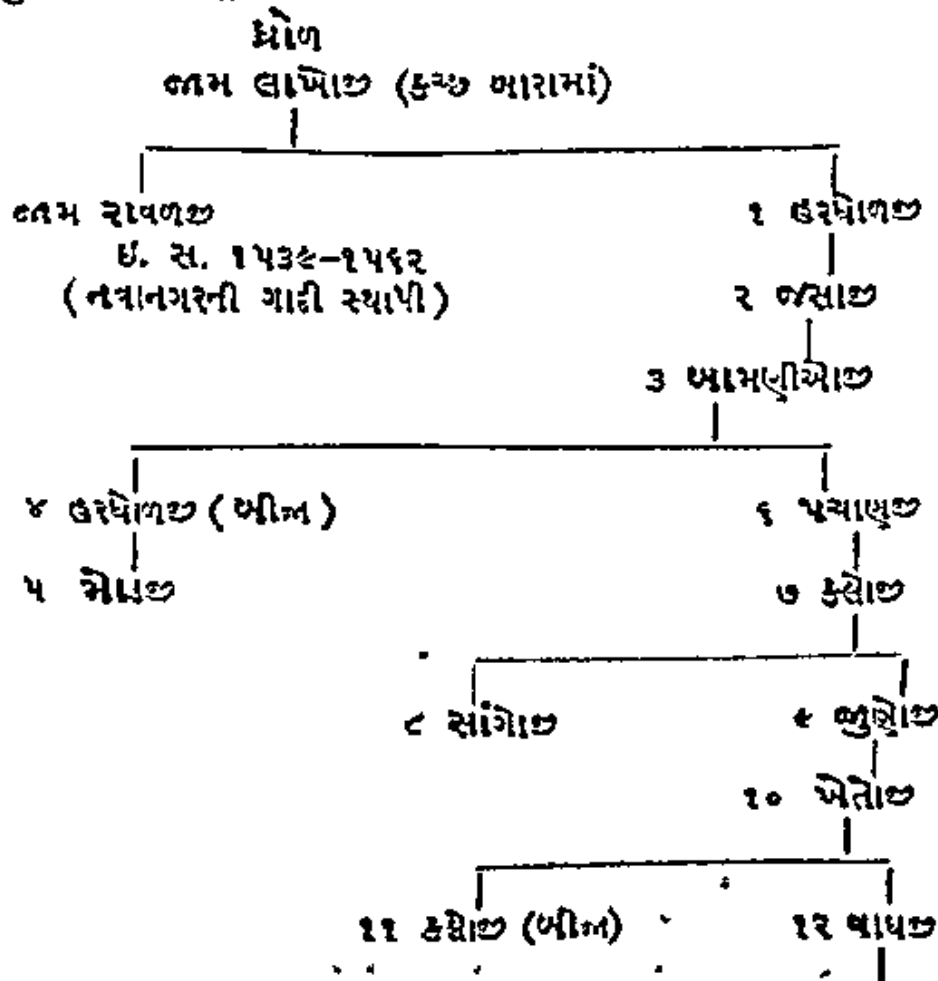 ધ્રોળ
જામ લાખોજી (કચ્છ બારામાં)
જામ રાવળજી
ઇ. સ. ૧૫૩૯-૧૫૬૨
(નવાનગરની ગાદી સ્થાપી)
૧ હરધોળજી
૨ જસાજી
૩ બામણીઓજી
૪ હરધોળજી (બીજા)
૫ મોડજી
૬ પંચાણજી
૭ કલોજી
૮ સાંગોજી
૯ જુણોજી
૧૦ ખેતોજી
૧૧ કલોજી (બીજા)
૧૨ વાઘજી